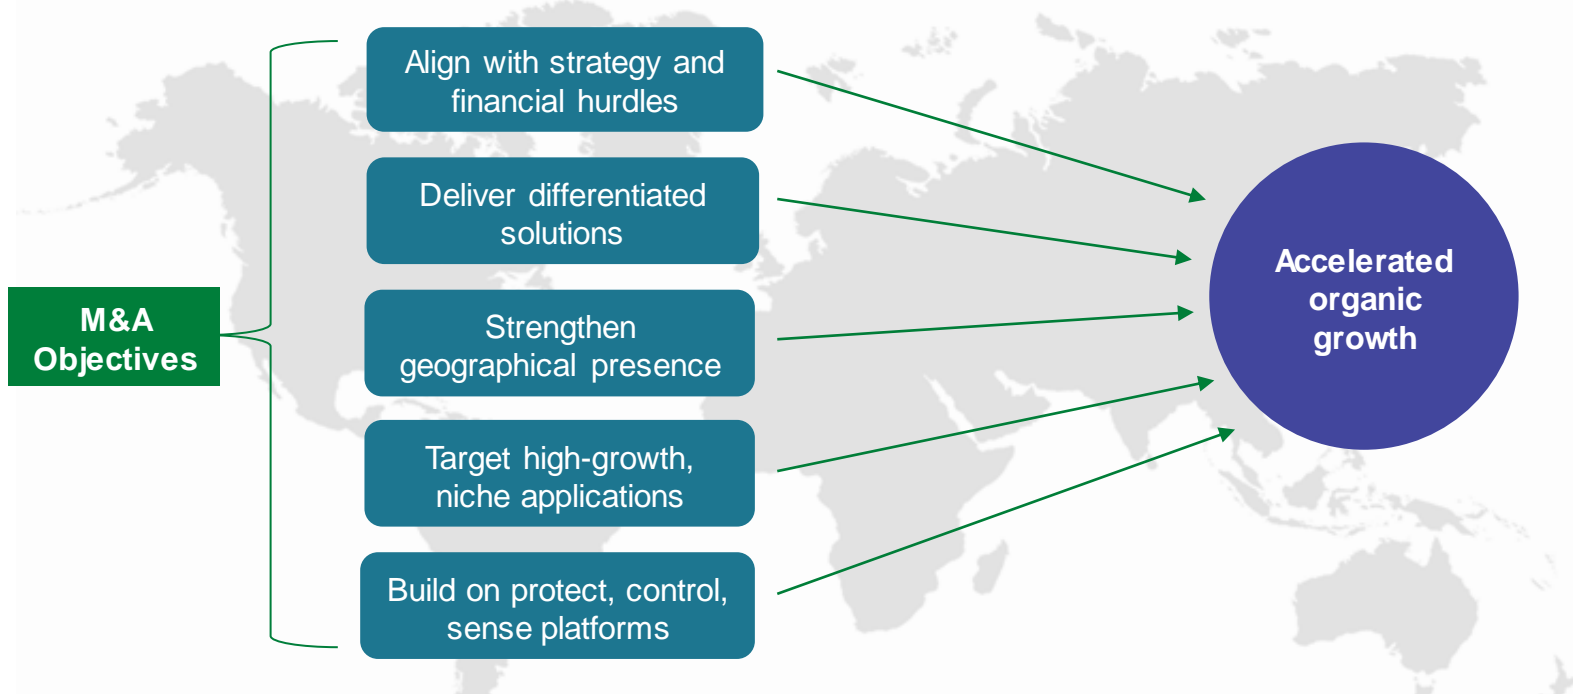 M&A
Objectives
Align with strategy and
financial hurdles
Deliver differentiated
solutions
Strengthen
geographical presence
Target high-growth,
niche applications
Build on protect, control,
sense platforms
Accelerated
organic
growth